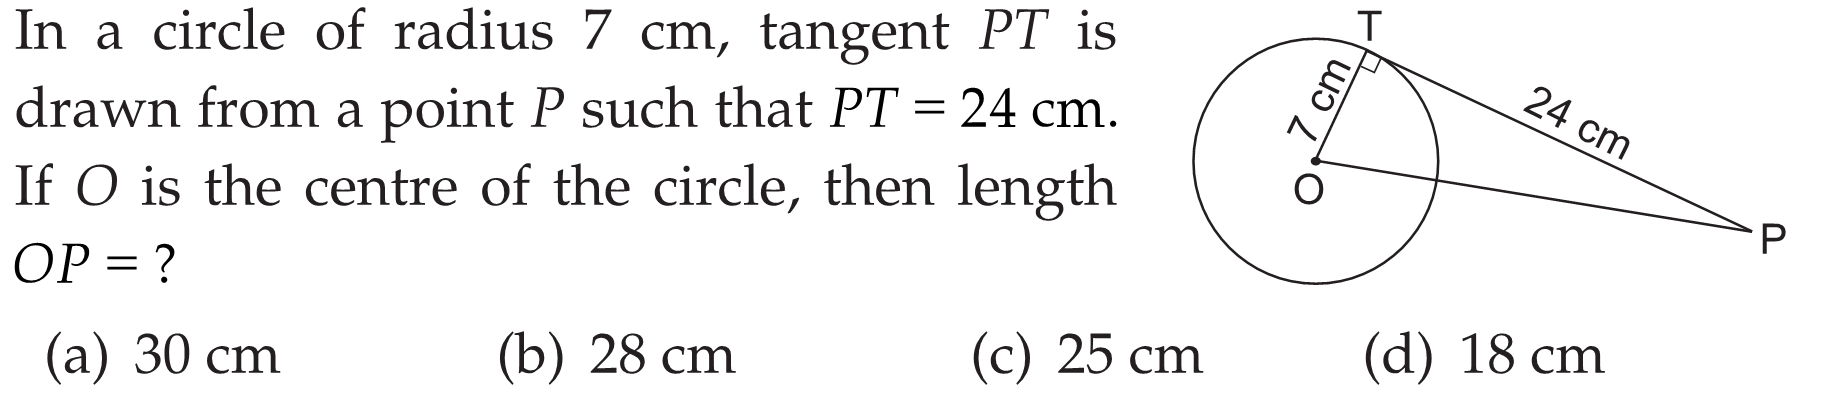 In a circle of radius 7 cm, tangent PT is
drawn from a point P such that PT = 24 cm.
If O is the centre of the circle, then length
OP = ?
T
7 cm
24 cm
O
P
(a) 30 cm (b) 28 cm (c) 25 cm (d) 18 cm